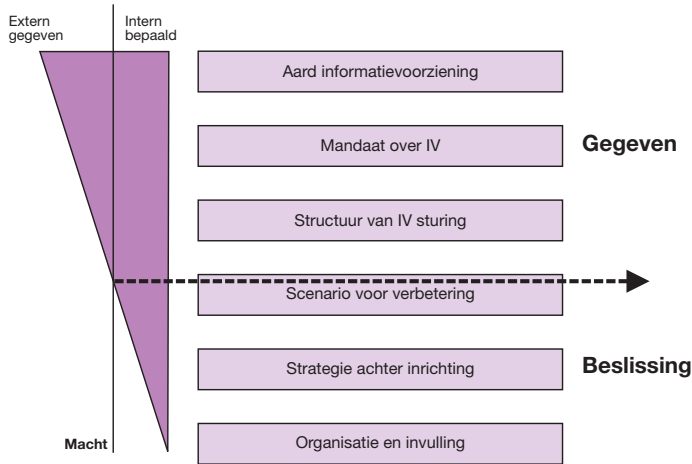 Extern
gegeven
Intern
bepaald
Aard informatievoorziening
Mandaat over IV
Gegeven
Structuur van IV sturing
Scenario voor verbetering
Strategie achter inrichting
Beslissing
Macht
Organisatie en invulling